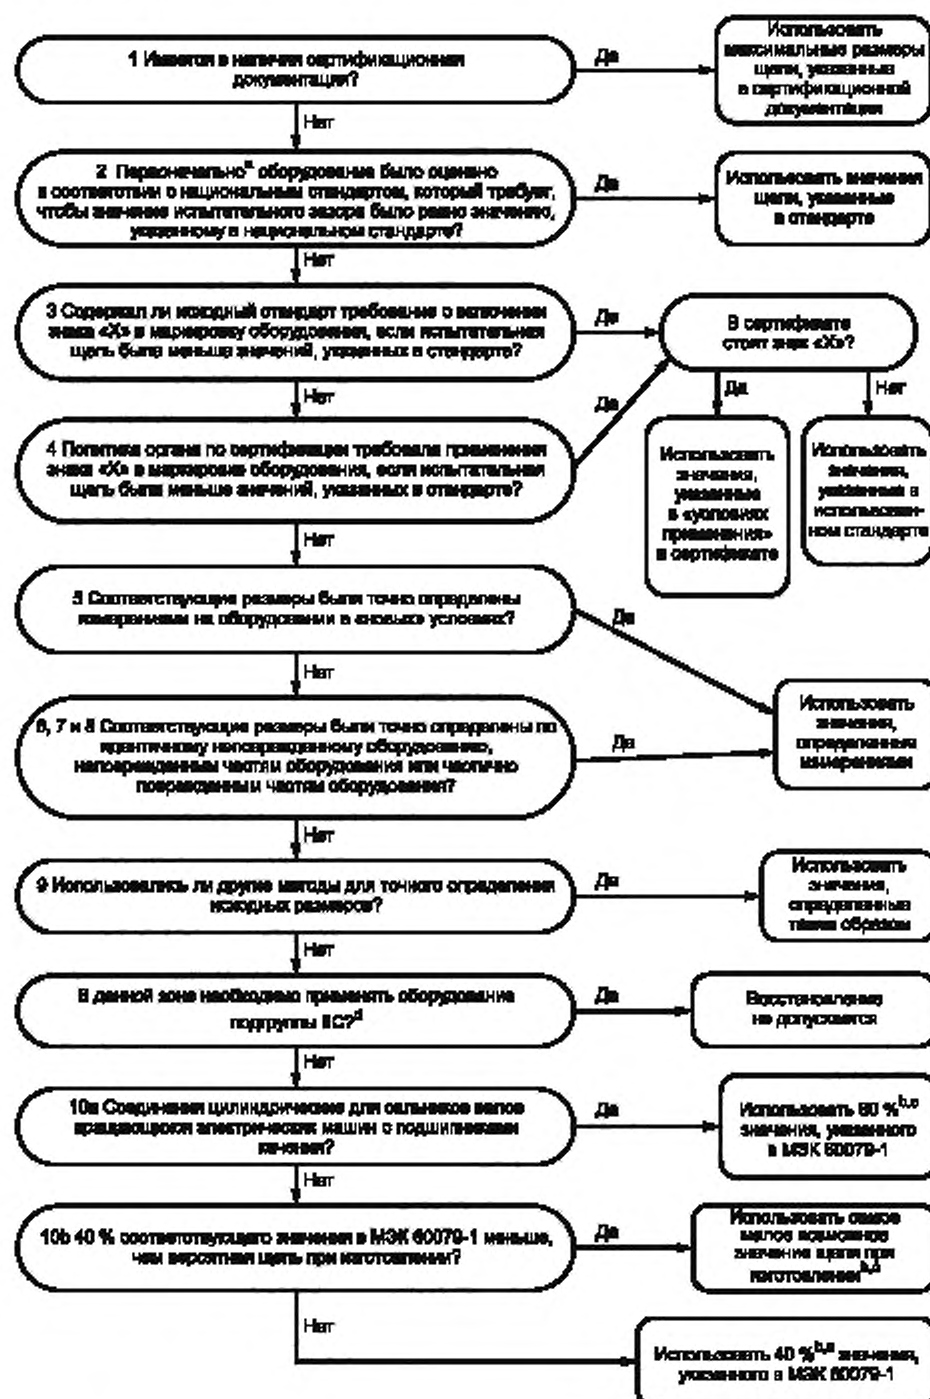 1 Имеется в наличии сертификационная
документация?
Да
Использовать
максимальные размеры
щели, указанные
в сертификационной
документации
Нет
2 Первоначально^a оборудование было оценено
в соответствии с национальным стандартом, который требует,
чтобы значение испытательного зазора было равно значению,
указанному в национальном стандарте?
Да
Использовать значения
щели, указанные
в стандарте
Нет
3 Содержал ли исходный стандарт требование о включении
знака «X» в маркировку оборудования, если испытательная
щель была меньше значений, указанных в стандарте?
Да
В сертификате
стоит знак «X»?
Нет
Да
Да
Нет
4 Политика органа по сертификации требовала применения
знака «X» в маркировке оборудования, если испытательная
щель была меньше значений, указанных в стандарте?
Использовать
значения,
указанные
в «условиях
применения»
в сертификате
Использовать
значения,
указанные в
использован-
ном стандарте
Нет
5 Соответствующие размеры были точно определены
измерениями на оборудовании в «новых» условиях?
Да
Нет
6, 7 и 8 Соответствующие размеры были точно определены по
идентичному неповрежденному оборудованию,
неповрежденным частям оборудования или частично
поврежденным частям оборудования?
Да
Использовать
значения,
определенные
измерениями
Нет
9 Использовались ли другие методы для точного определения
исходных размеров?
Да
Использовать
значения,
определенные
таким образом
Нет
В данной зоне необходимо применять оборудование
подгруппы IIC?^d
Да
Восстановление
не допускается
Нет
10a Соединения цилиндрические для сальников валов
вращающихся электрических машин с подшипниками
качения?
Да
Использовать %^b,c
значения, указанного
в МЭК 60079-1
Нет
10b 40 % соответствующего значения в МЭК 60079-1 меньше,
чем вероятная щель при изготовлении?
Да
Использовать самое
малое возможное
значение щели при
изготовлении
Нет
Использовать 40 % значения,
указанного в МЭК 60079-1